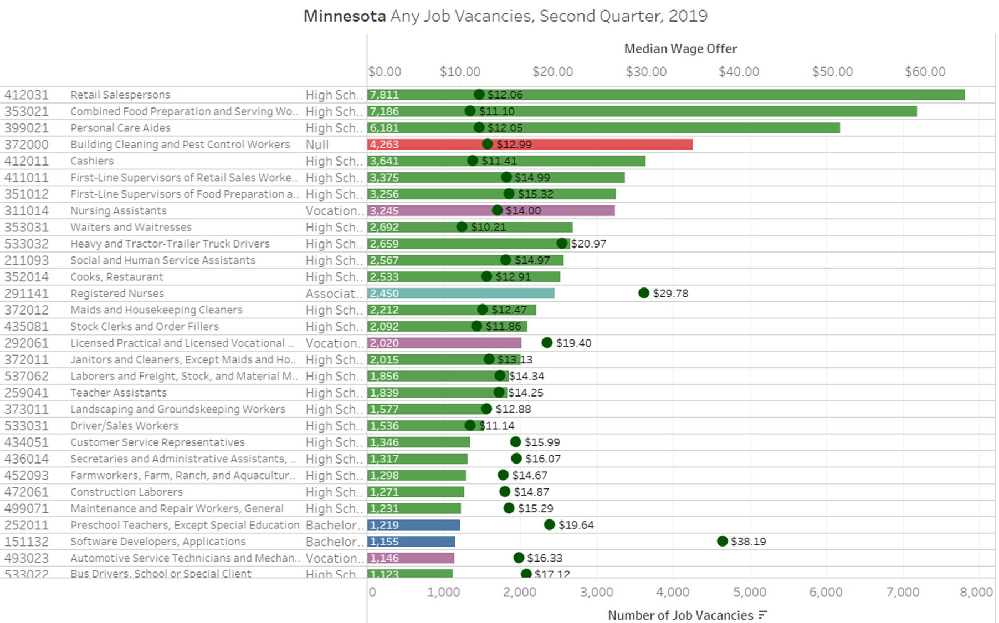 Minnesota Any Job Vacancies, Second Quarter, 2019
Median Wage Offer
$0.00 $10.00 $20.00 $30.00 $40.00 $50.00 $60.00
412031 Retail Salespersons High Sch.. 7,811 $12.06
353021 Combined Food Preparation and Serving Wo.. High Sch.. 7,186 $11.10
399021 Personal Care Aides High Sch.. 6,181 $12.05
372000 Building Cleaning and Pest Control Workers Null 4,263 $12.99
412011 Cashiers High Sch.. 3,641 $11.41
411011 First-Line Supervisors of Retail Sales Worke.. High Sch.. 3,375 $14.99
351012 First-Line Supervisors of Food Preparation a.. High Sch.. 3,256 $15.32
311014 Nursing Assistants Vocation.. 3,245 $14.00
353031 Waiters and Waitresses High Sch.. 2,692 $10.21
533032 Heavy and Tractor-Trailer Truck Drivers High Sch.. 2,659 $20.97
211093 Social and Human Service Assistants High Sch.. 2,567 $14.97
352014 Cooks, Restaurant High Sch.. 2,533 $12.91
291141 Registered Nurses Associat.. 2,450 $29.78
372012 Maids and Housekeeping Cleaners High Sch.. 2,212 $12.47
435081 Stock Clerks and Order Fillers High Sch.. 2,092 $11.86
292061 Licensed Practical and Licensed Vocational .. Vocation.. 2,020 $19.40
372011 Janitors and Cleaners, Except Maids and Ho.. High Sch.. 2,015 $13.13
537062 Laborers and Freight, Stock, and Material M.. High Sch.. 1,856 $14.34
259041 Teacher Assistants High Sch.. 1,839 $14.25
373011 Landscaping and Groundskeeping Workers High Sch.. 1,577 $12.88
533031 Driver/Sales Workers High Sch.. 1,536 $11.14
434051 Customer Service Representatives High Sch.. 1,346 $15.99
436014 Secretaries and Administrative Assistants, .. High Sch.. 1,317 $16.07
452093 Farmworkers, Farm, Ranch, and Aquacultur.. High Sch.. 1,298 $14.67
472061 Construction Laborers High Sch.. 1,271 $14.87
499071 Maintenance and Repair Workers, General High Sch.. 1,231 $15.29
252011 Preschool Teachers, Except Special Education Bachelor.. 1,219 $19.64
151132 Software Developers, Applications Bachelor.. 1,155 $38.19
493023 Automotive Service Technicians and Mechan.. Vocation.. 1,146 $16.33
533022 Bus Drivers, School or Special Client High Sch.. 1,123 $17.12
0 1,000 2,000 3,000 4,000 5,000 6,000 7,000 8,000
Number of Job Vacancies